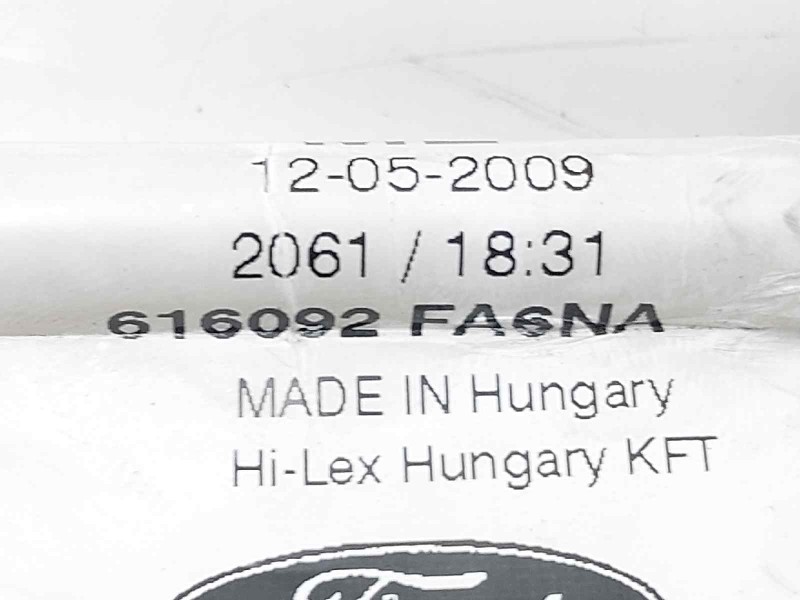 12-05-2009
2061 / 18:31
616092 FA6NA
MADE IN Hungary
Hi-Lex Hungary KFT